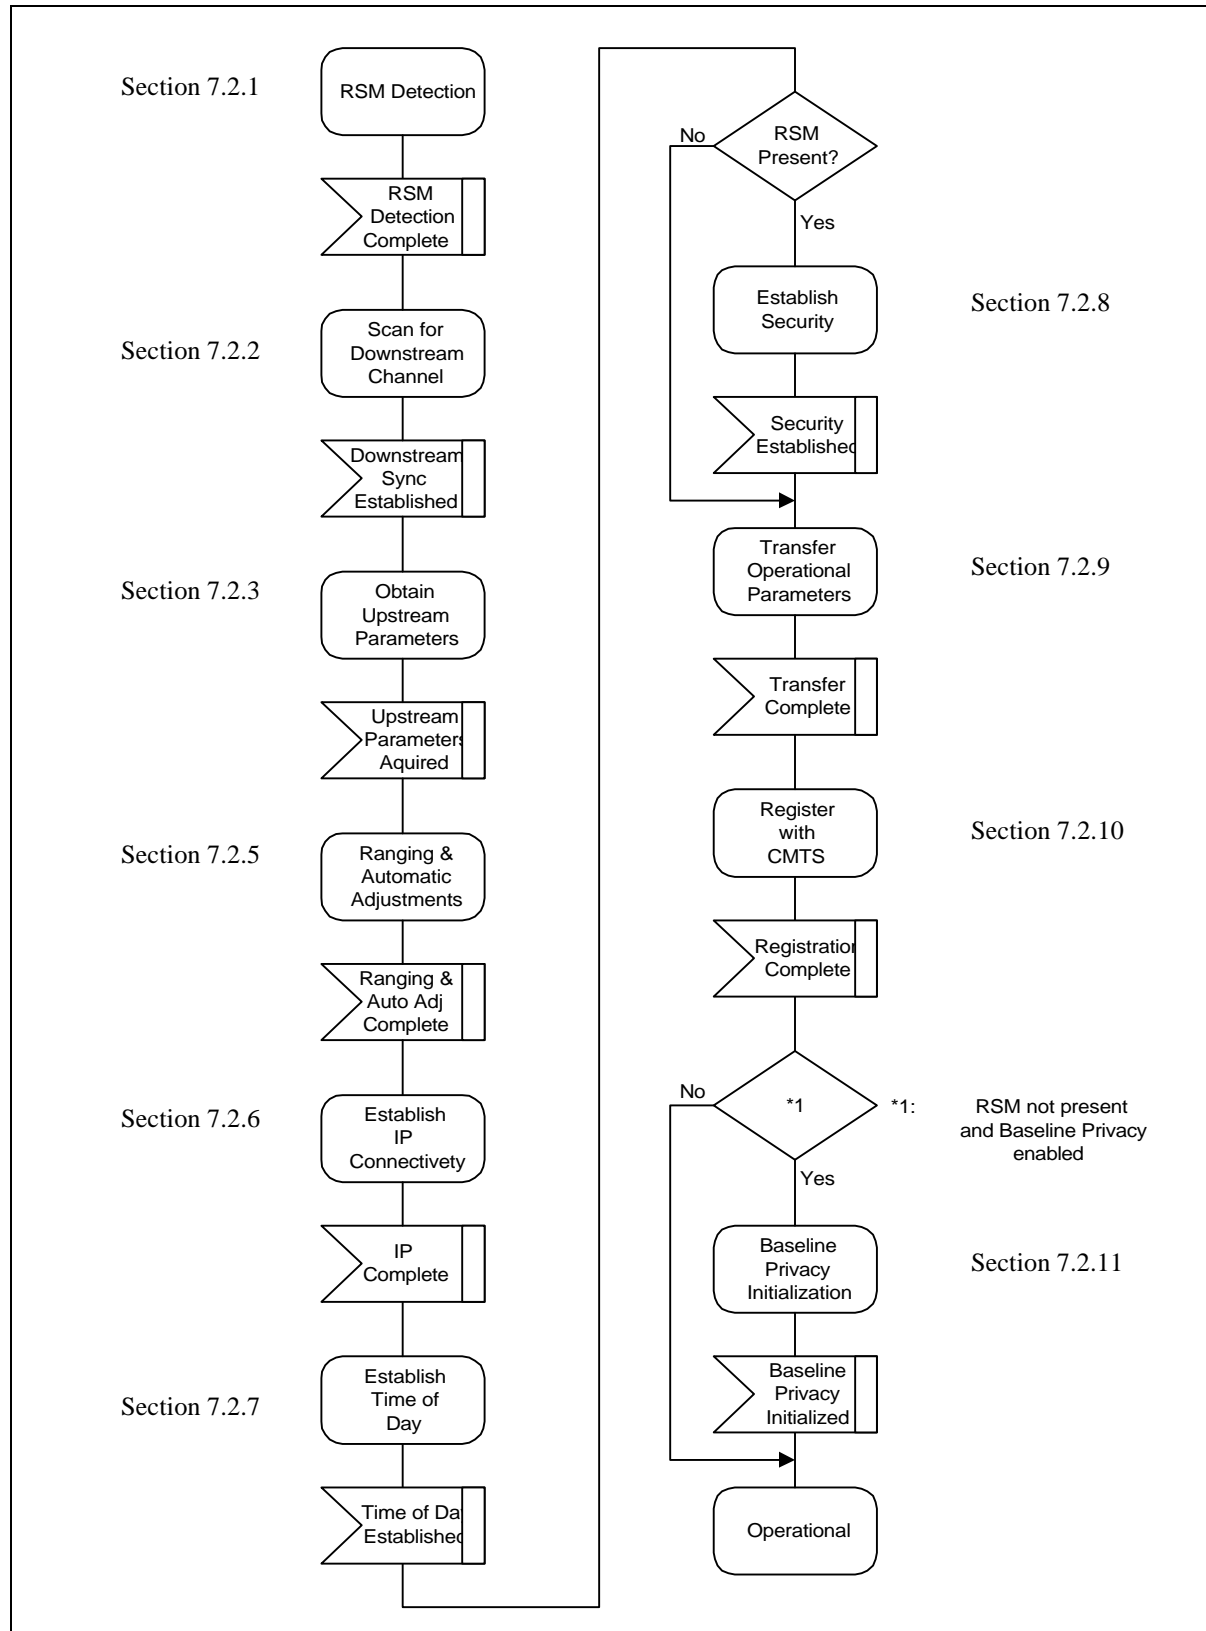 Section 7.2.1
RSM Detection
RSM
Detection
Complete
Section 7.2.2
Scan for
Downstream
Channel
Downstream
Sync
Established
Section 7.2.3
Obtain
Upstream
Parameters
Upstream
Parameters
Aquired
Section 7.2.5
Ranging &
Automatic
Adjustments
Ranging &
Auto Adj
Complete
Section 7.2.6
Establish
IP
Connectivety
IP
Complete
Section 7.2.7
Establish
Time of
Day
Time of Day
Established
RSM
Present?
No
Yes
Establish
Security
Section 7.2.8
Security
Established
Transfer
Operational
Parameters
Section 7.2.9
Transfer
Complete
Register
with
CMTS
Section 7.2.10
Registration
Complete
No
*1
*1:
RSM not present
and Baseline Privacy
enabled
Yes
Baseline
Privacy
Initialization
Section 7.2.11
Baseline
Privacy
Initialized
Operational